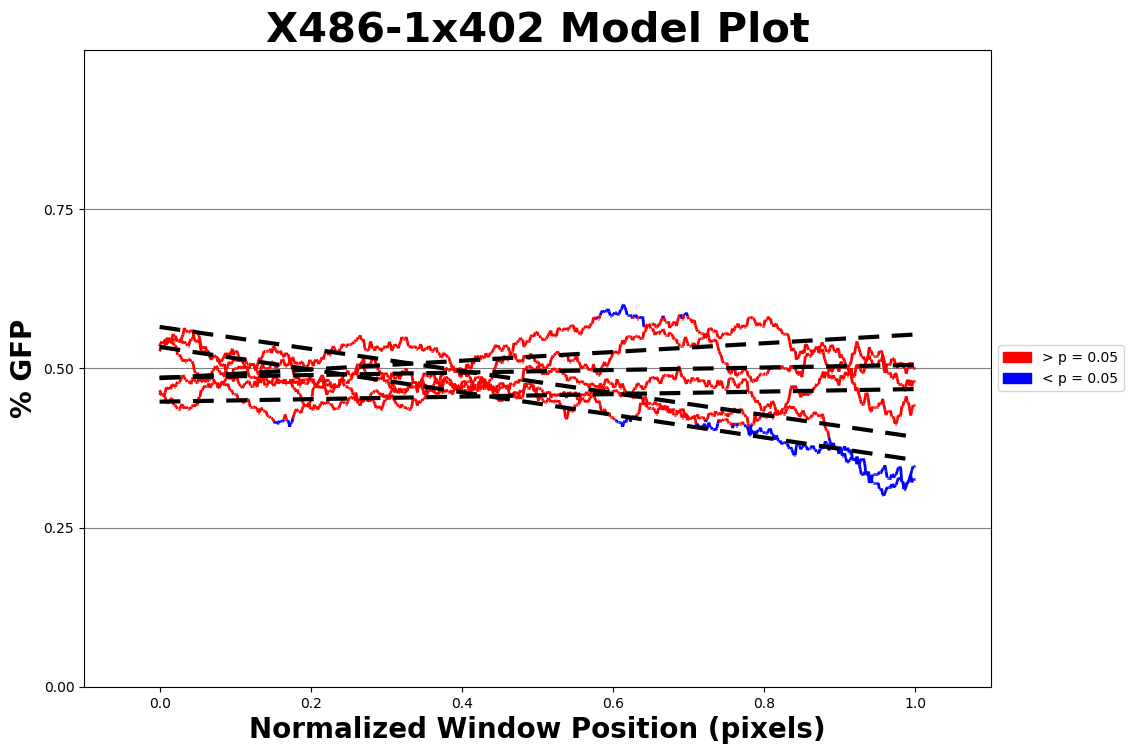 X486-1x402 Model Plot
% GFP
0.75
0.50
0.25
0.00
0.0 0.2 0.4 0.6 0.8 1.0
Normalized Window Position (pixels)
> p = 0.05
< p = 0.05